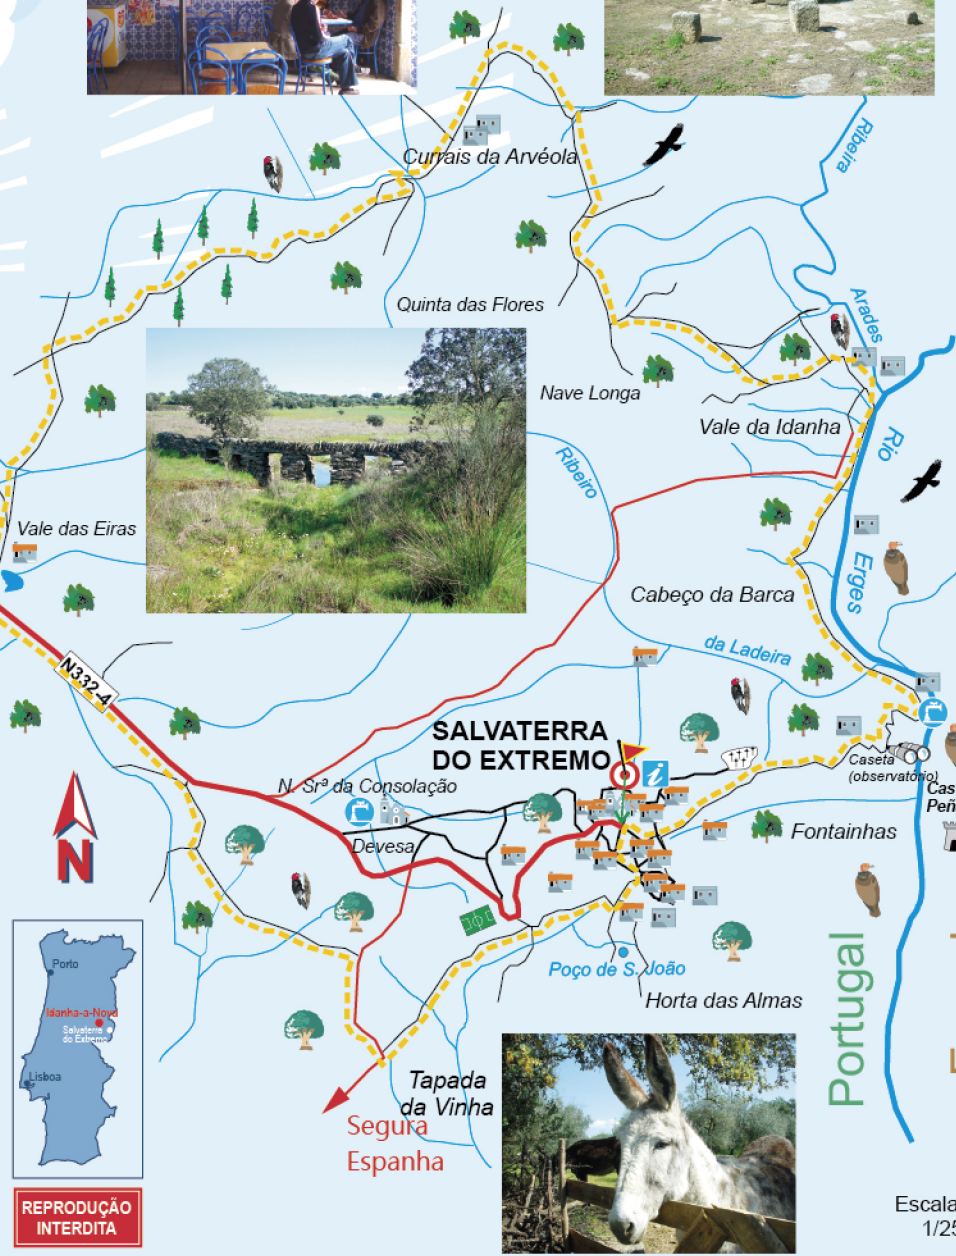 Ribeira
Currais da Arvéola
Arades
Quinta das Flores
Nave Longa
Vale da Idanha
Rio
Ribeiro
Vale das Eiras
Erges
Cabeço da Barca
da Ladeira
N332-4
SALVATERRA
DO EXTREMO
i
Caseta
(observatório)
N. Srª da Consolação
Fontainhas
Devesa
N
Poço de S. João
Horta das Almas
Portugal
Porto
Idanha-a-Nova
Salvaterra
do Extremo
Lisboa
Tapada
da Vinha
Segura
Espanha
REPRODUÇÃO
INTERDITA
Escala